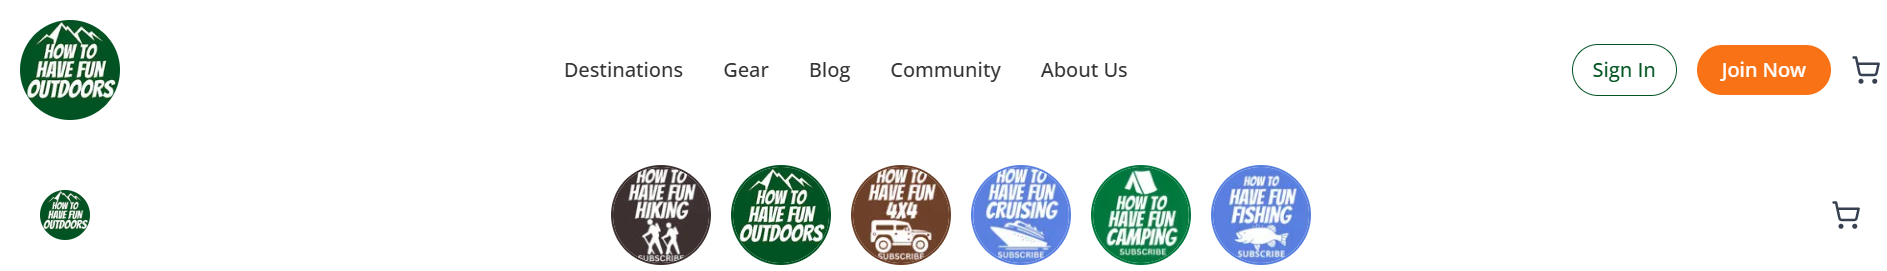 HOW TO
HAVE FUN
OUTDOORS
Destinations Gear Blog Community About Us
Sign In
Join Now
HOW TO
HAVE FUN
OUTDOORS
HOW TO
HAVE FUN
HIKING
SUBSCRIBE
HOW TO
HAVE FUN
OUTDOORS
HOW TO
HAVE FUN
4X4
SUBSCRIBE
HOW TO
HAVE FUN
CRUISING
SUBSCRIBE
HOW TO
HAVE FUN
CAMPING
SUBSCRIBE
HOW TO
HAVE FUN
FISHING
SUBSCRIBE